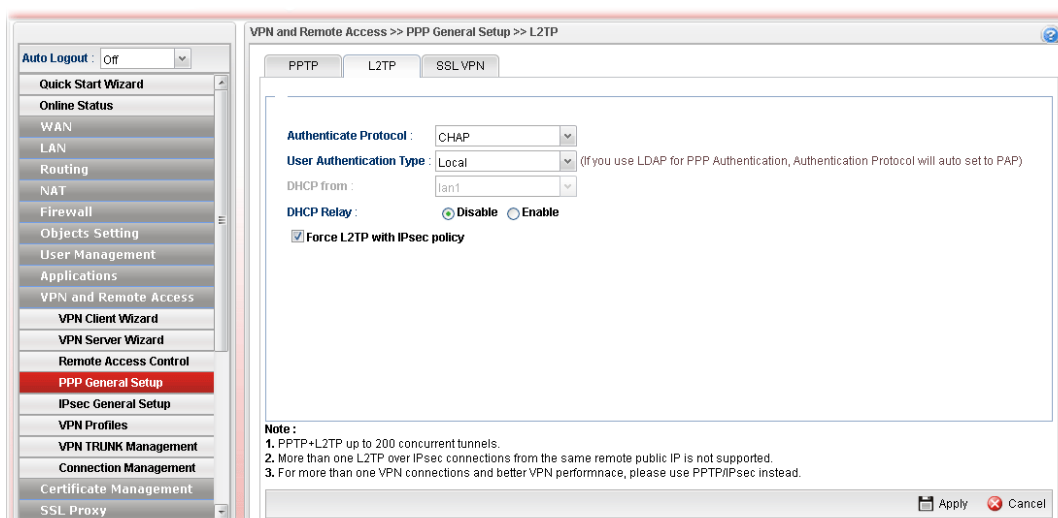 VPN and Remote Access >> PPP General Setup >> L2TP
Auto Logout : Off
Quick Start Wizard
Online Status
WAN
LAN
Routing
NAT
Firewall
Objects Setting
User Management
Applications
VPN and Remote Access
VPN Client Wizard
VPN Server Wizard
Remote Access Control
PPP General Setup
IPsec General Setup
VPN Profiles
VPN TRUNK Management
Connection Management
Certificate Management
SSL Proxy
PPTP L2TP SSL VPN
Authenticate Protocol : CHAP
User Authentication Type : Local (If you use LDAP for PPP Authentication, Authentication Protocol will auto set to PAP)
DHCP from : lan1
DHCP Relay : Disable Enable
Force L2TP with IPsec policy
Note :
1. PPTP+L2TP up to 200 concurrent tunnels.
2. More than one L2TP over IPsec connections from the same remote public IP is not supported.
3. For more than one VPN connections and better VPN performnace, please use PPTP/IPsec instead.
Apply Cancel